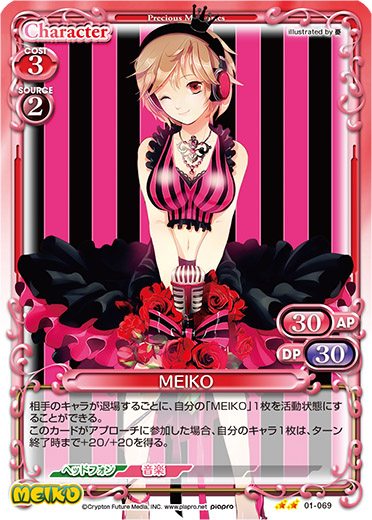 Precious Memories
Character
illustrated by 葵
COST
3
SOURCE
2
30 AP
DP 30
MEIKO
相手のキャラが退場するごとに、自分の「MEIKO」1枚を活動状態にす
ることができる。
このカードがアプローチに参加した場合、自分のキャラ1枚は、ターン
終了時まで+20/+20を得る。
ヘッドフォン 音楽
MEIKO
©Crypton Future Media, INC. www.piapro.net piapro
01-069